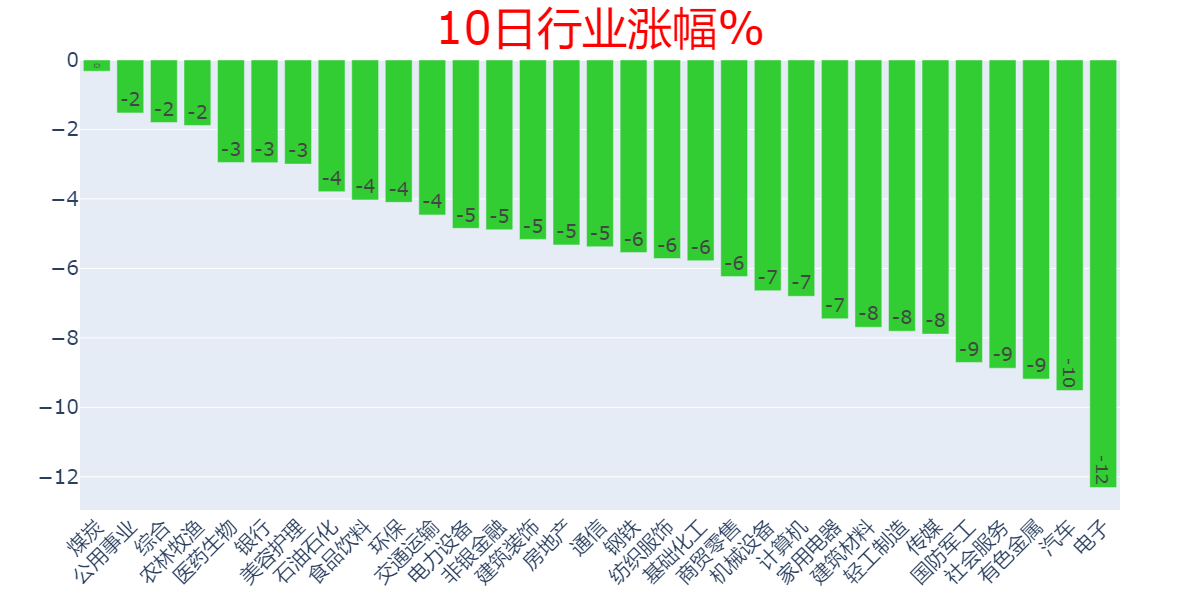 10日行业涨幅%
0
−2
−4
−6
−8
−10
−12
0
-2
-2
-2
-3
-3
-3
-4
-4
-4
-4
-5
-5
-5
-5
-5
-6
-6
-6
-6
-7
-7
-7
-8
-8
-8
-9
-9
-9
-10
-12
煤炭
公用事业
综合
农林牧渔
医药生物
银行
美容护理
石油石化
食品饮料
环保
交通运输
电力设备
非银金融
建筑装饰
房地产
通信
钢铁
纺织服饰
基础化工
商贸零售
机械设备
计算机
家用电器
建筑材料
轻工制造
传媒
国防军工
社会服务
有色金属
汽车
电子